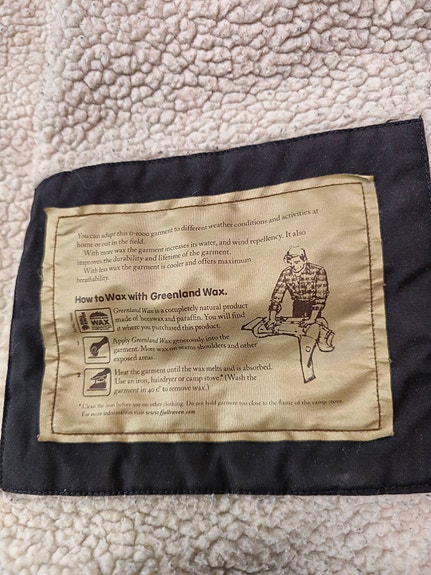 You can adapt this G-1000 garment to different weather conditions and activities at
home or out in the field.
With more wax the garment increases its water, and wind repellency. It also
improves the durability and lifetime of the garment.
With less wax the garment is cooler and offers maximum
breathability.
How to Wax with Greenland Wax.
WAX
Greenland Wax is a completely natural product
made of beeswax and paraffin. You will find
it where you purchased this product.
1
Apply Greenland Wax generously into the
garment. More wax on seams shoulders and other
exposed areas.
2
Heat the garment until the wax melts and is absorbed.
Use an iron, hairdryer or camp stove.* (Wash the
garment in 40 c° to remove wax.)
* Clean the iron before use on other clothing. Do not hold garment too close to the flame of the camp stove.
For more information visit www.fjallraven.com